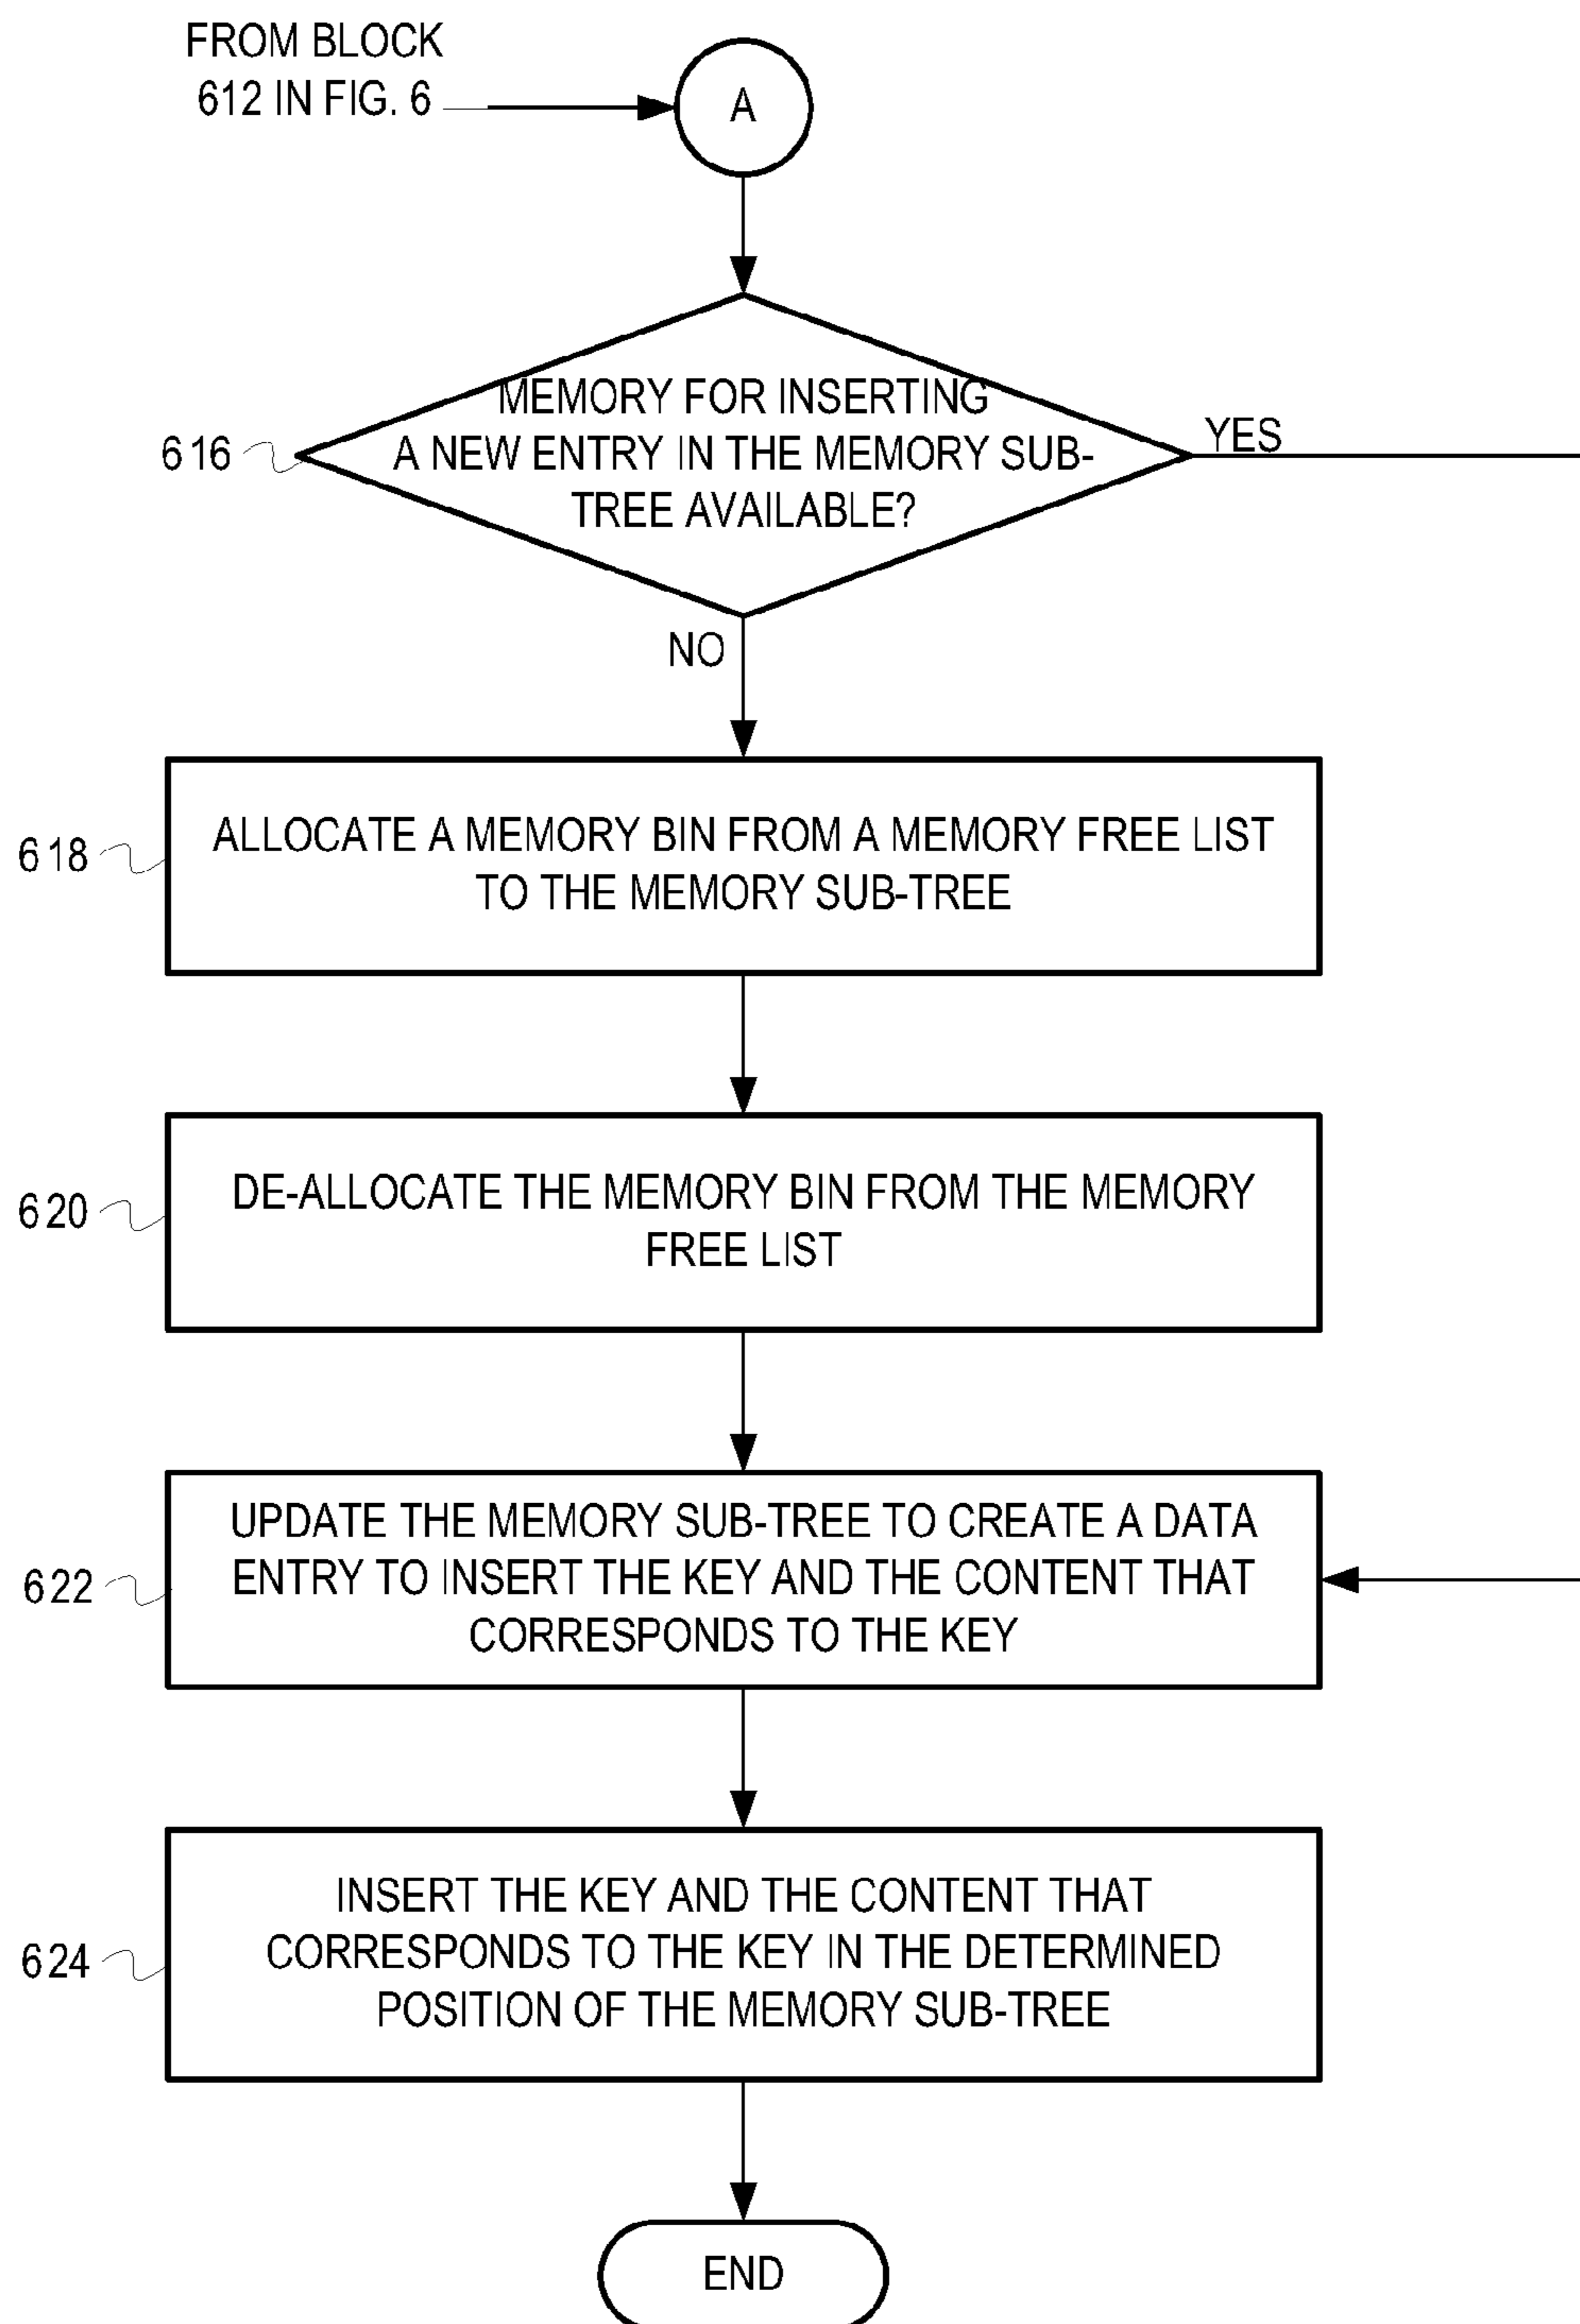 FROM BLOCK
612 IN FIG. 6
A
MEMORY FOR INSERTING
A NEW ENTRY IN THE MEMORY SUB-
TREE AVAILABLE?
616
YES
NO
ALLOCATE A MEMORY BIN FROM A MEMORY FREE LIST
TO THE MEMORY SUB-TREE
618
DE-ALLOCATE THE MEMORY BIN FROM THE MEMORY
FREE LIST
620
UPDATE THE MEMORY SUB-TREE TO CREATE A DATA
ENTRY TO INSERT THE KEY AND THE CONTENT THAT
CORRESPONDS TO THE KEY
622
INSERT THE KEY AND THE CONTENT THAT
CORRESPONDS TO THE KEY IN THE DETERMINED
POSITION OF THE MEMORY SUB-TREE
624
END